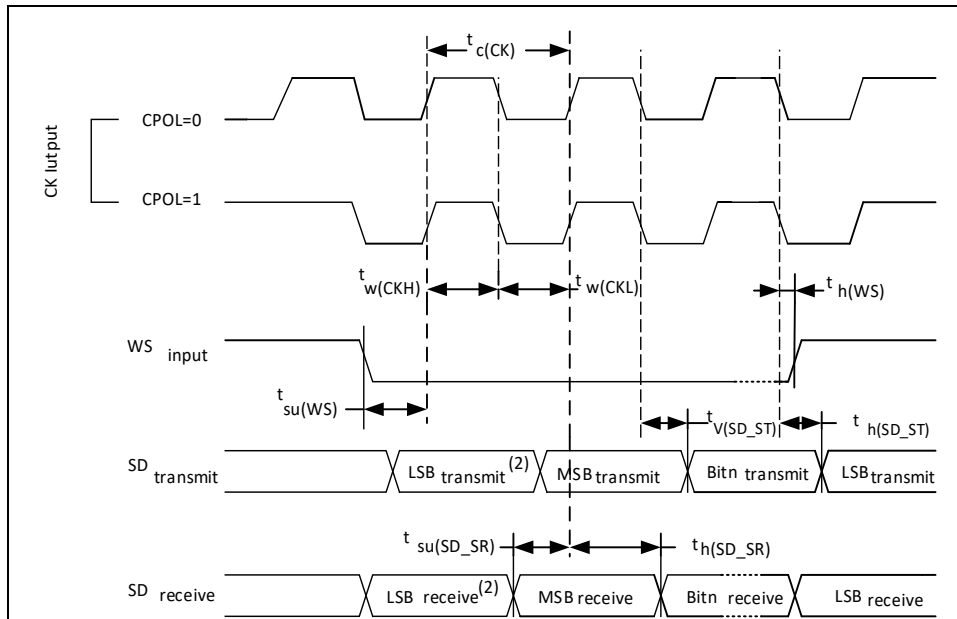 t c(CK)
CK Iutput
CPOL=0
CPOL=1
t w(CKH)
t w(CKL)
t h(WS)
WS input
t su(WS)
t V(SD_ST)
t h(SD_ST)
SD transmit
LSB transmit(2)
MSB transmit
Bitn transmit
LSB transmit
t su(SD_SR)
t h(SD_SR)
SD receive
LSB receive(2)
MSB receive
Bitn receive
LSB receive